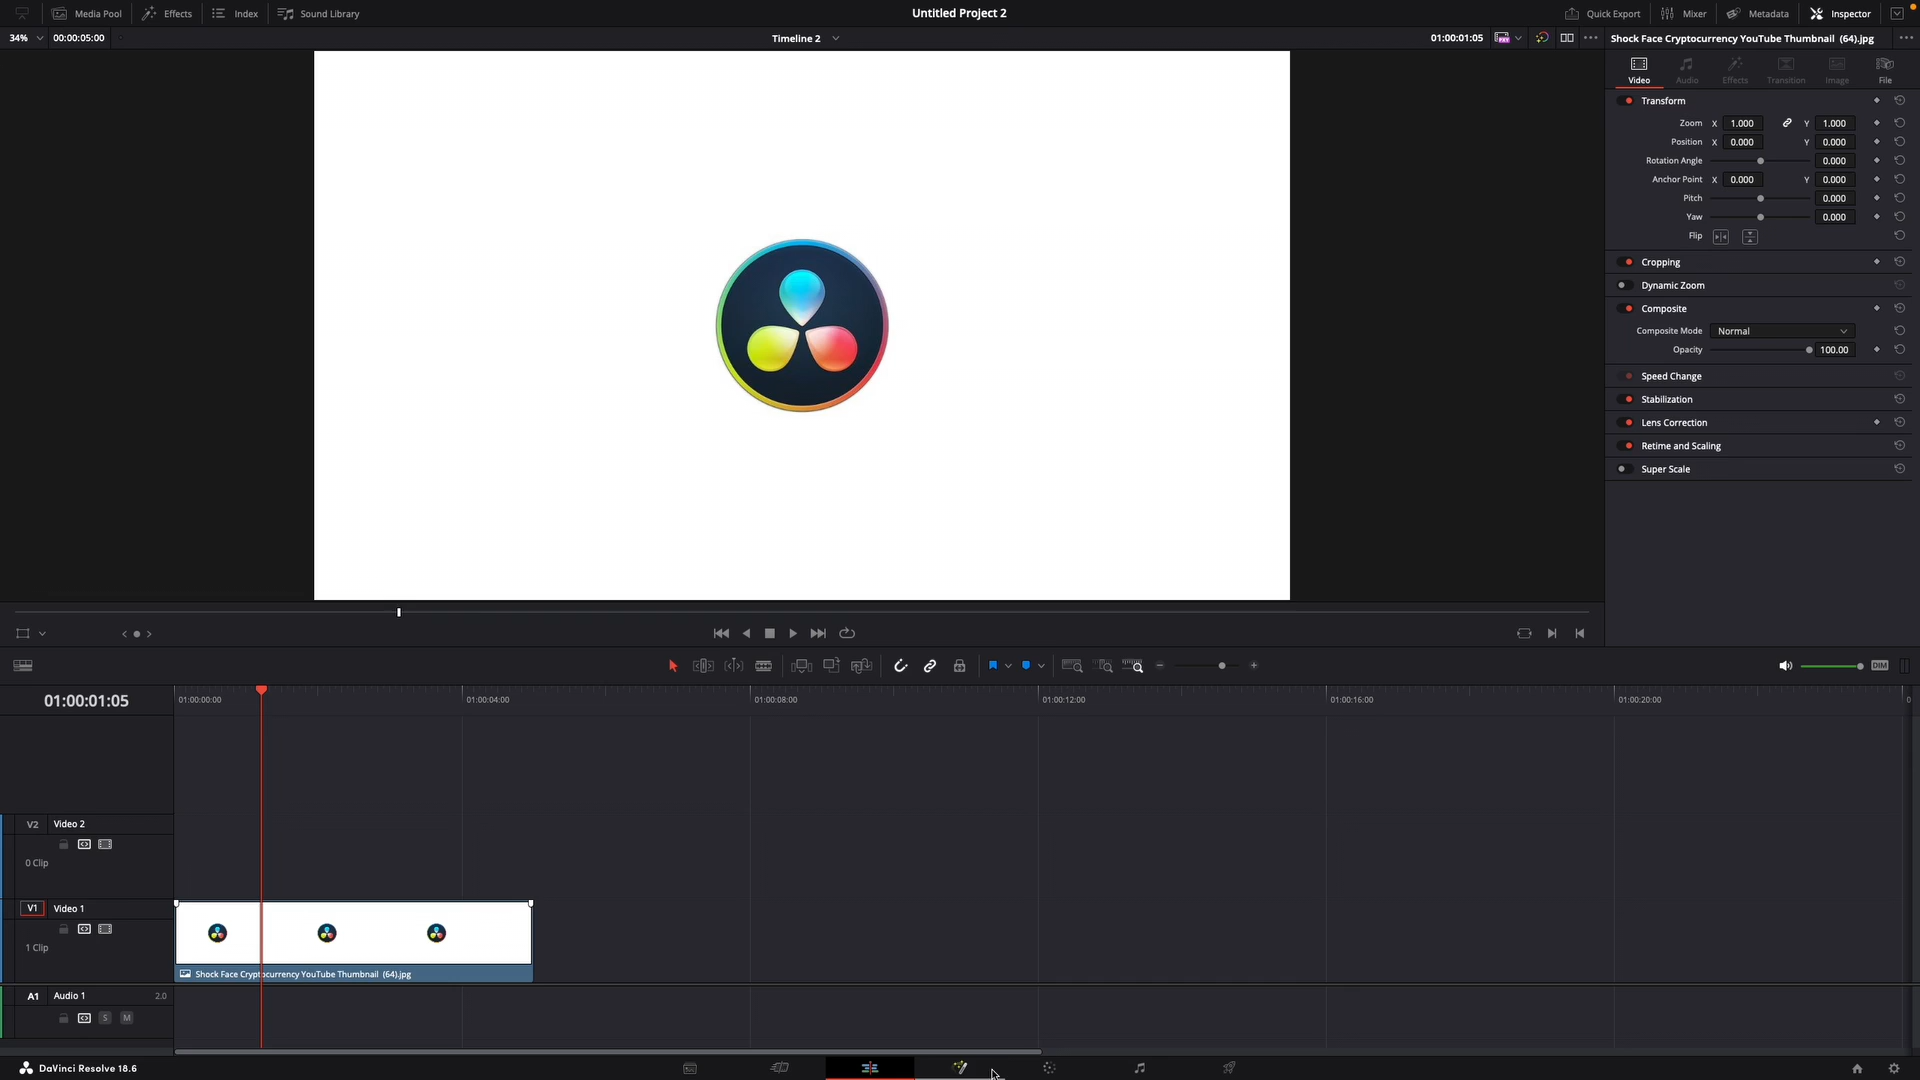 Media Pool Effects Index Sound Library Untitled Project 2 Quick Export Mixer Metadata Inspector
34% 00:00:05:00 Timeline 2 01:00:01:05 Shock Face Cryptocurrency YouTube Thumbnail (64).jpg
Video Audio Effects Transition Image File
Transform
Zoom X 1.000 Y 1.000
Position X 0.000 Y 0.000
Rotation Angle 0.000
Anchor Point X 0.000 Y 0.000
Pitch 0.000
Yaw 0.000
Flip
Cropping
Dynamic Zoom
Composite
Composite Mode Normal
Opacity 100.00
Speed Change
Stabilization
Lens Correction
Retime and Scaling
Super Scale
DIM
01:00:01:05 01:00:00:00 01:00:04:00 01:00:08:00 01:00:12:00 01:00:16:00 01:00:20:00
V2 Video 2
0 Clip
V1 Video 1
1 Clip
Shock Face Cryptocurrency YouTube Thumbnail (64).jpg
A1 Audio 1 2.0
S M
DaVinci Resolve 18.6